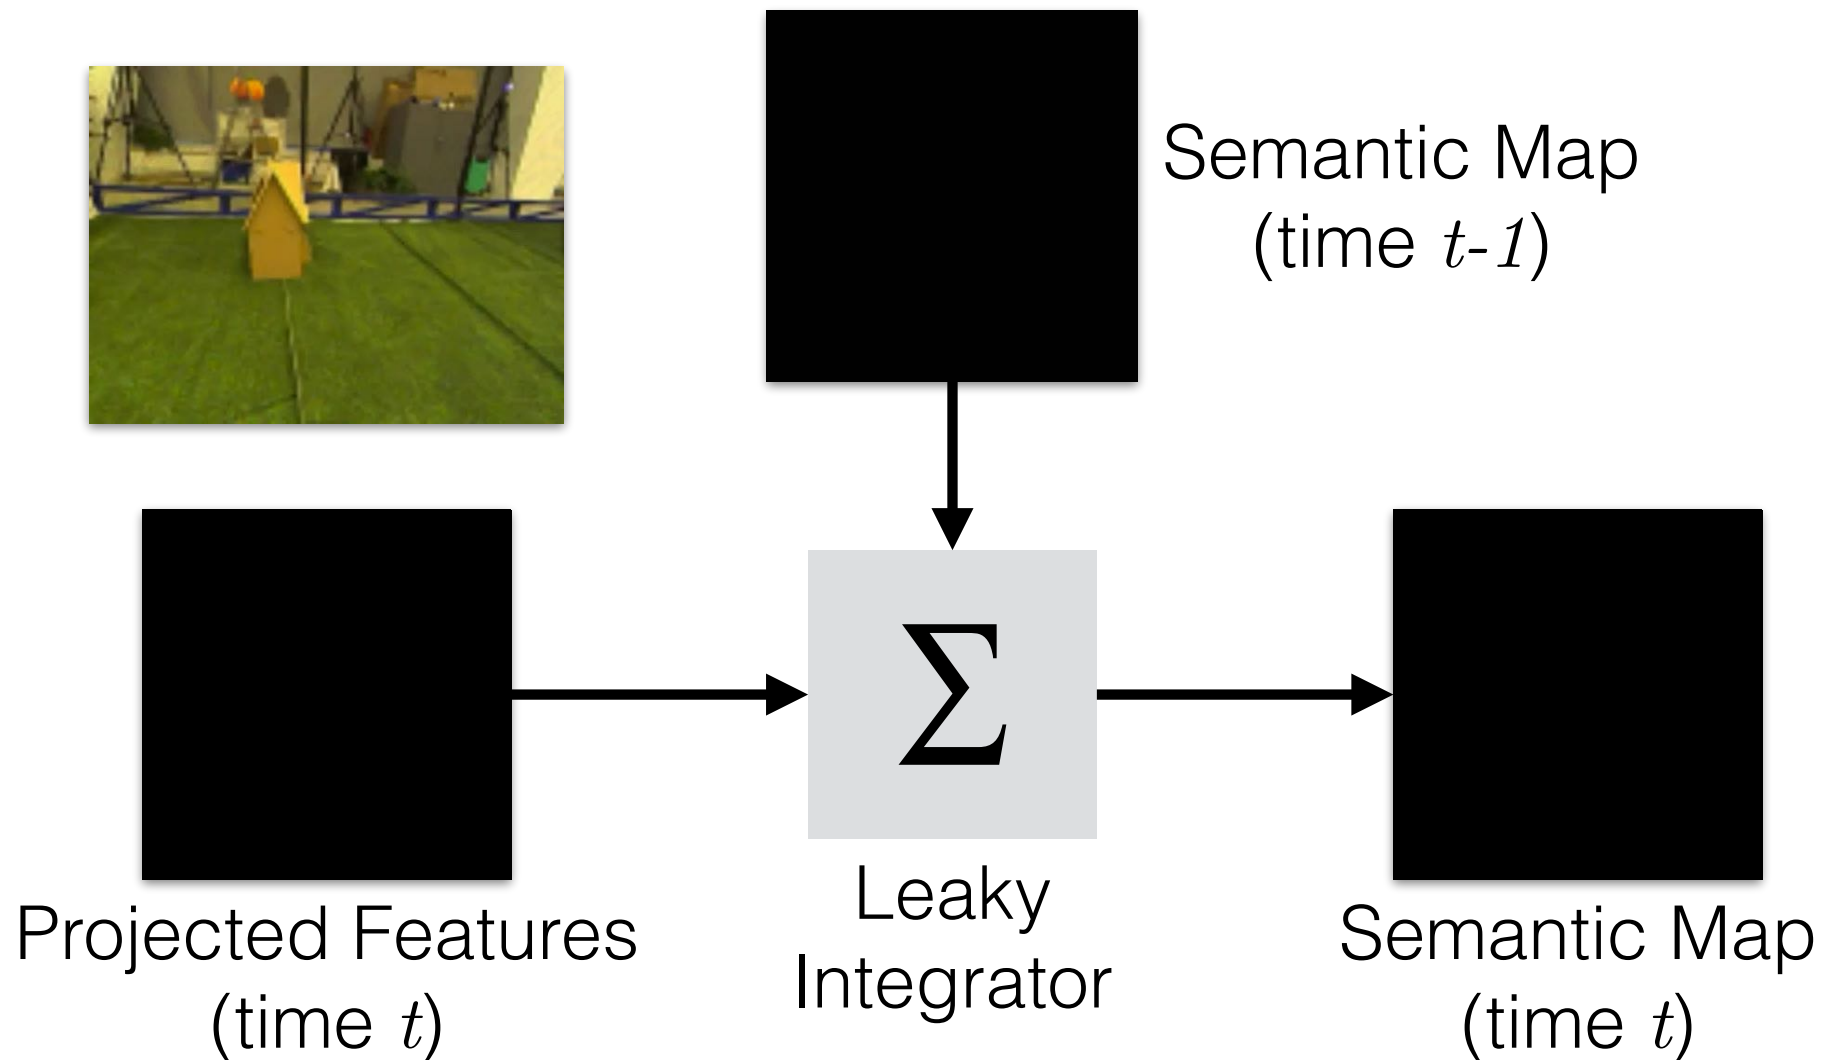 Semantic Map
(time t-1)
Σ
Leaky
Integrator
Projected Features
(time t)
Semantic Map
(time t)